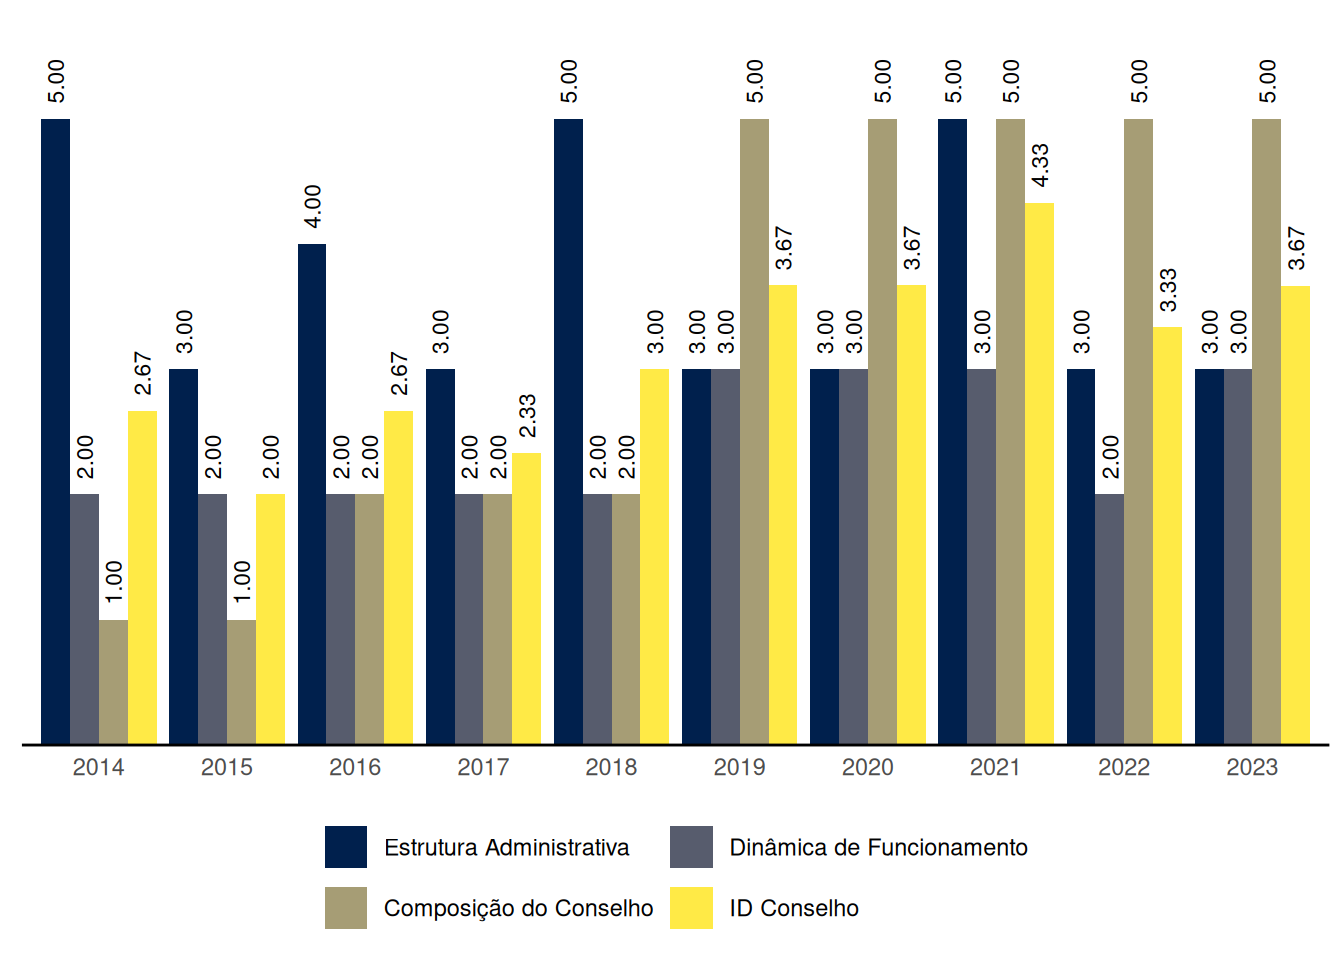 5.00 2.00 1.00 2.67 3.00 2.00 1.00 2.00 4.00 2.00 2.00 2.67 3.00 2.00 2.00 2.33 5.00 2.00 2.00 3.00 3.00 3.00 5.00 3.67 3.00 3.00 5.00 3.67 5.00 3.00 5.00 4.33 3.00 2.00 5.00 3.33 3.00 3.00 5.00 3.67
2014 2015 2016 2017 2018 2019 2020 2021 2022 2023
Estrutura Administrativa Dinâmica de Funcionamento
Composição do Conselho ID Conselho